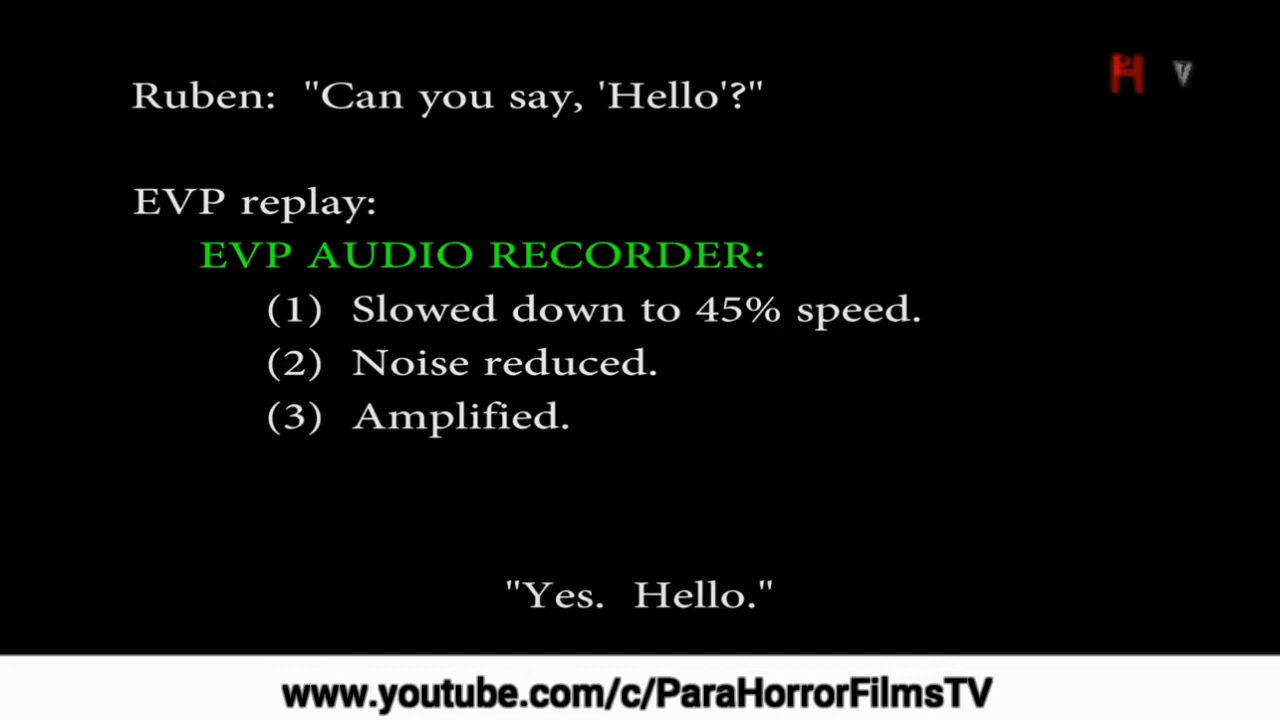 Ruben: "Can you say, 'Hello'?"
H V
EVP replay:
EVP AUDIO RECORDER:
(1) Slowed down to 45% speed.
(2) Noise reduced.
(3) Amplified.
"Yes. Hello."
www.youtube.com/c/ParaHorrorFilmsTV